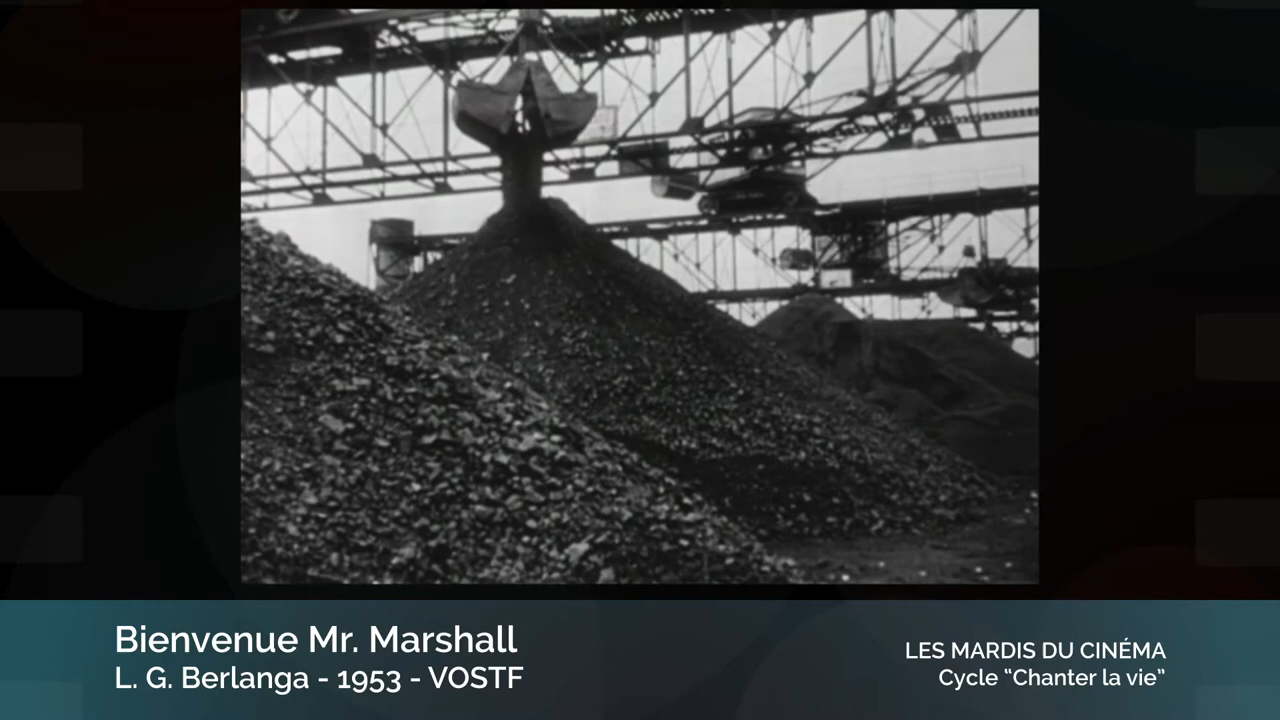 Bienvenue Mr. Marshall
L. G. Berlanga - 1953 - VOSTF
LES MARDIS DU CINÉMA
Cycle “Chanter la vie”